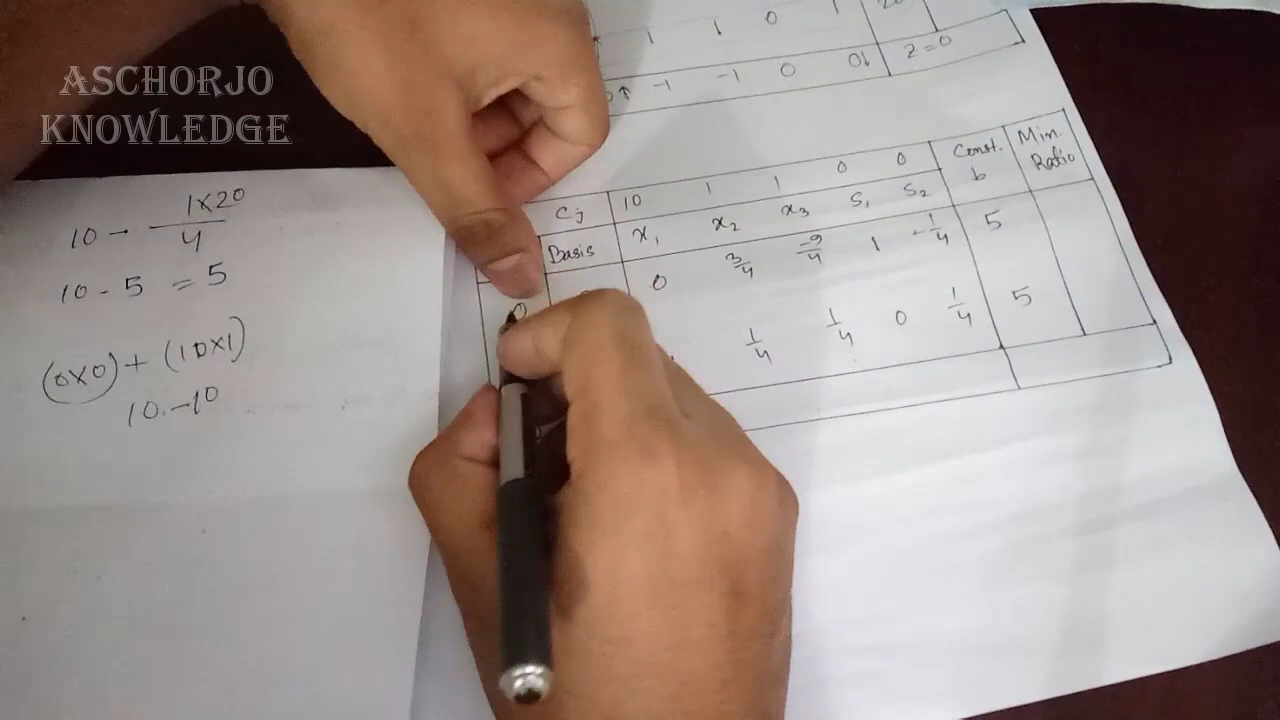 ASCHORJO
KNOWLEDGE
10 - 1×20
4
10 - 5 = 5
(0×0) + (10×1)
10 - 10
1 1 0 1 20
-1 -1 0 0 Z = 0
Cj 10 1 1 0 0 Const. b Min. Ratio
Basis x₁ x₂ x₃ S₁ S₂
0 0 3/4 -9/4 1 -1/4 5
1/4 1/4 0 1/4 5